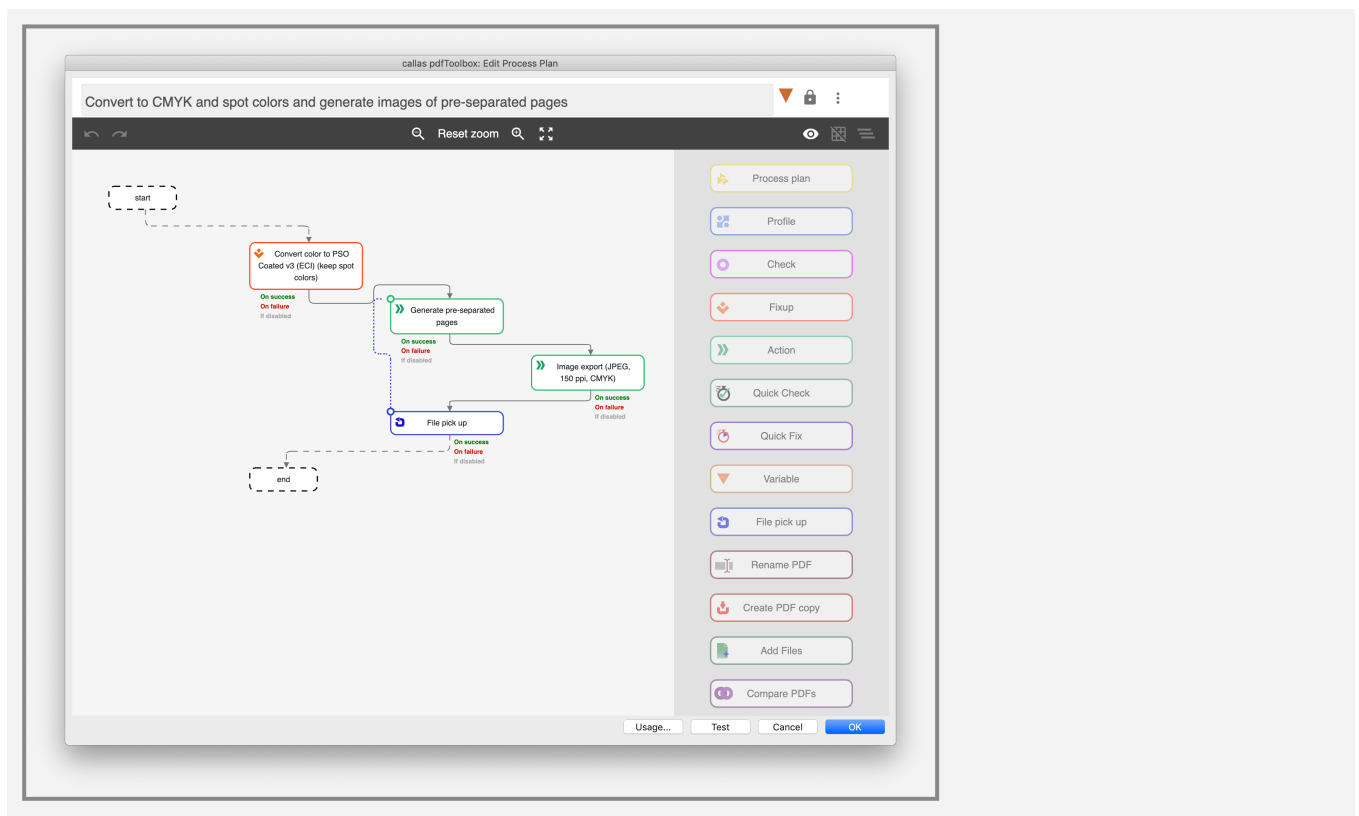 callas pdfToolbox: Edit Process Plan
Convert to CMYK and spot colors and generate images of pre-separated pages
Reset zoom
start
Convert color to PSO
Coated v3 (ECI) (keep spot
colors)
On success
On failure
If disabled
Generate pre-separated
pages
On success
On failure
If disabled
Image export (JPEG,
150 ppi, CMYK)
On success
On failure
If disabled
File pick up
On success
On failure
If disabled
end
Process plan
Profile
Check
Fixup
Action
Quick Check
Quick Fix
Variable
File pick up
Rename PDF
Create PDF copy
Add Files
Compare PDFs
Usage...
Test
Cancel
OK